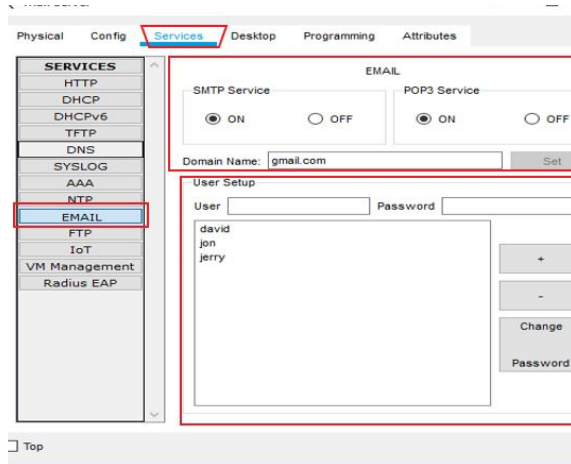 Physical Config Services Desktop Programming Attributes
SERVICES
HTTP
DHCP
DHCPv6
TFTP
DNS
SYSLOG
AAA
NTP
EMAIL
FTP
IoT
VM Management
Radius EAP
EMAIL
SMTP Service
ON OFF
POP3 Service
ON OFF
Domain Name: gmail.com Set
User Setup
User Password
david
jon
jerry
+
-
Change
Password
Top